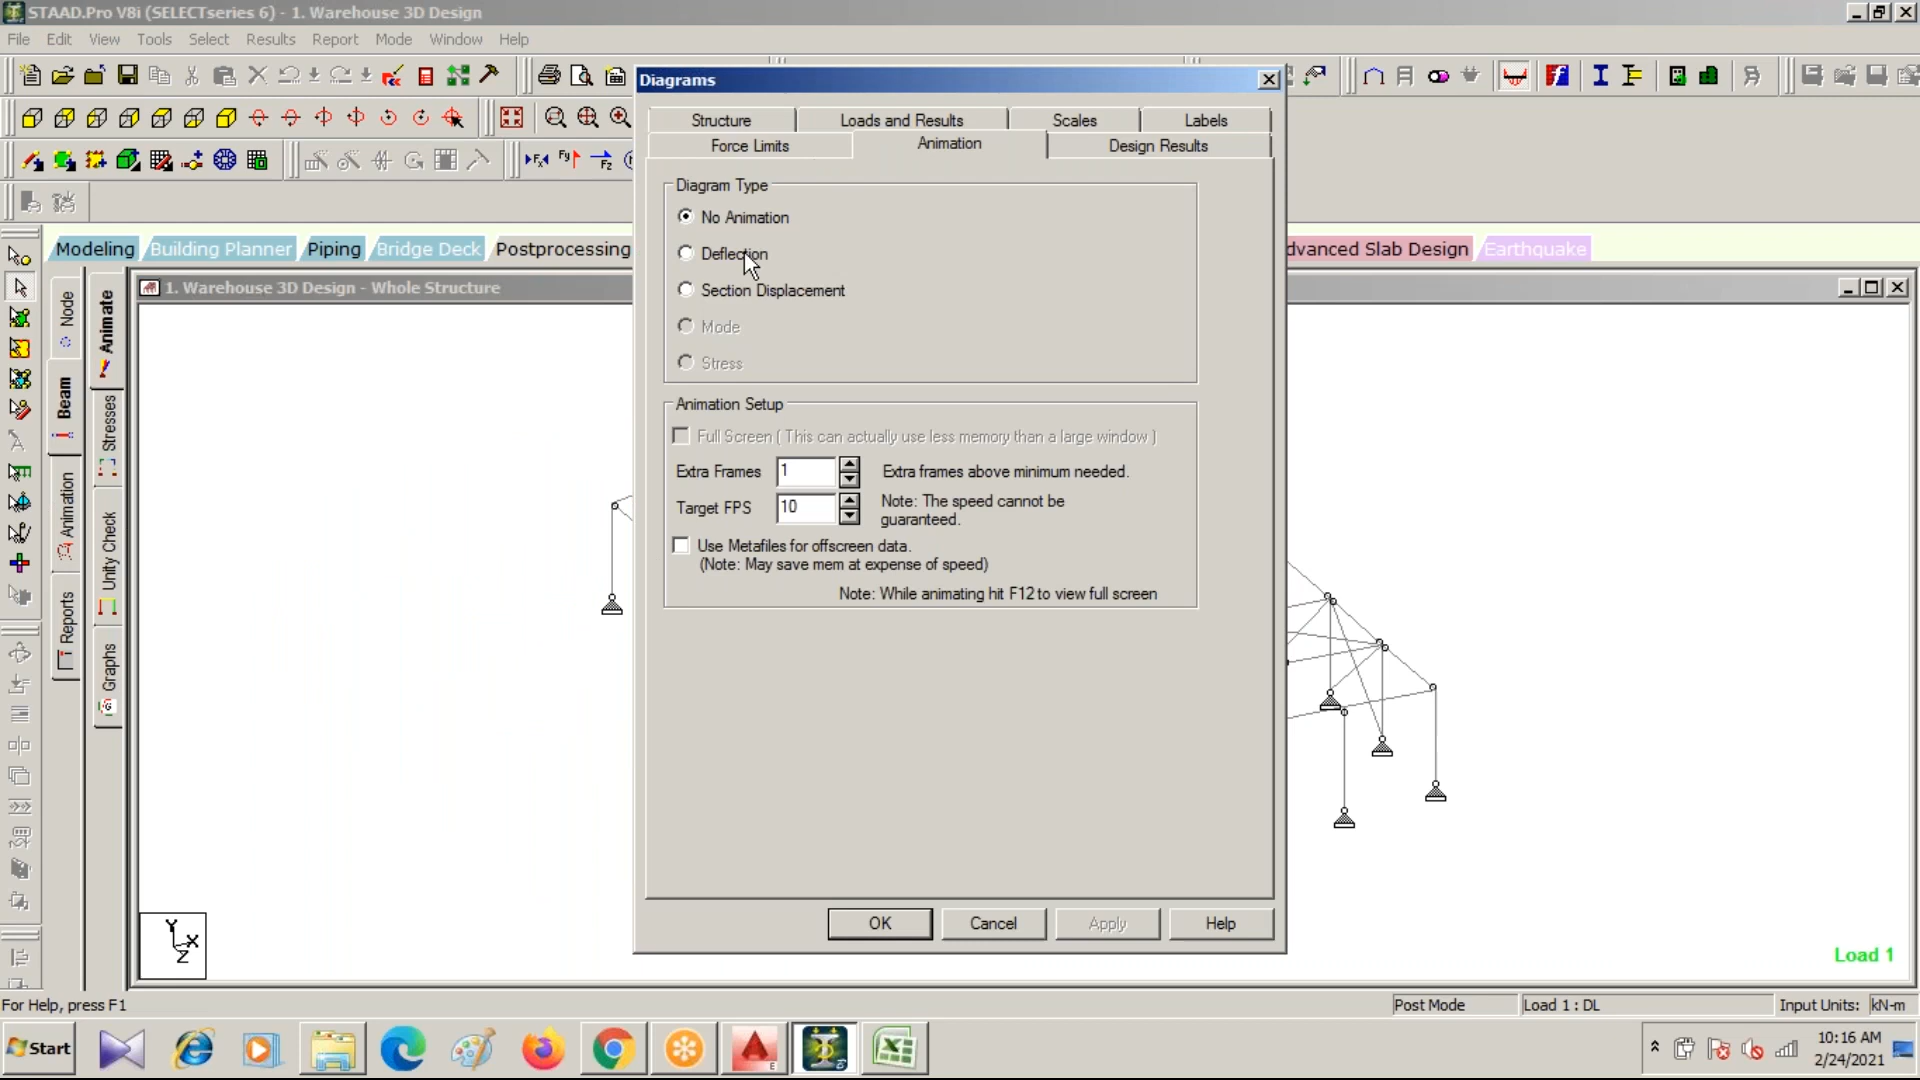 STAAD.Pro V8i (SELECTseries 6) - 1. Warehouse 3D Design
File Edit View Tools Select Results Report Mode Window Help
Diagrams
Structure Loads and Results Scales Labels
Force Limits Animation Design Results
Diagram Type
No Animation
Deflection
Section Displacement
Mode
Stress
Animation Setup
Full Screen ( This can actually use less memory than a large window )
Extra Frames 1 Extra frames above minimum needed.
Target FPS 10 Note: The speed cannot be
guaranteed.
Use Metafiles for offscreen data.
(Note: May save mem at expense of speed)
Note: While animating hit F12 to view full screen
OK Cancel Apply Help
Modeling Building Planner Piping Bridge Deck Postprocessing dvanced Slab Design Earthquake
1. Warehouse 3D Design - Whole Structure
Node
Beam
Animation
Reports
Animate
Stresses
Unity Check
Graphs
Y
X
Z
Load 1
For Help, press F1 Post Mode Load 1 : DL Input Units: kN-m
Start
10:16 AM
2/24/2021